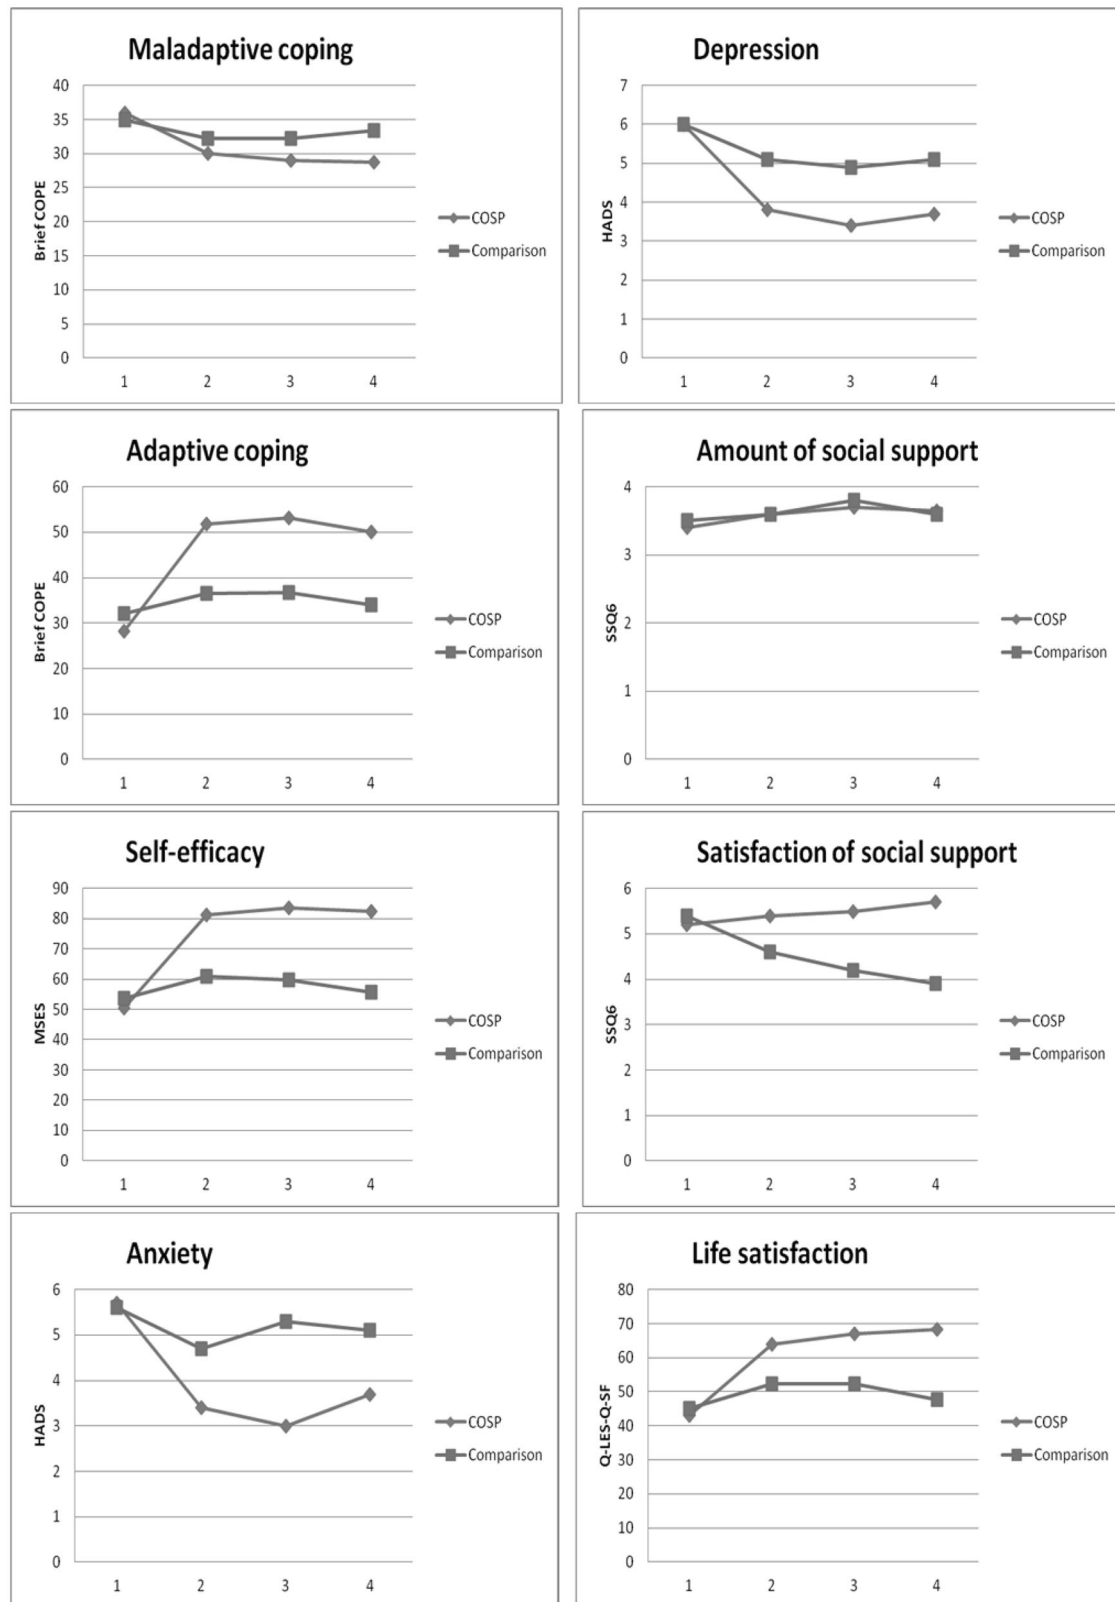 Maladaptive coping
Brief COPE
40
35
30
25
20
15
10
5
0
1 2 3 4
COSP
Comparison
Depression
HADS
7
6
5
4
3
2
1
0
1 2 3 4
COSP
Comparison
Adaptive coping
Brief COPE
60
50
40
30
20
10
0
1 2 3 4
COSP
Comparison
Amount of social support
SSQ6
4
3
2
1
0
1 2 3 4
COSP
Comparison
Self-efficacy
MSES
90
80
70
60
50
40
30
20
10
0
1 2 3 4
COSP
Comparison
Satisfaction of social support
SSQ6
6
5
4
3
2
1
0
1 2 3 4
COSP
Comparison
Anxiety
HADS
6
5
4
3
2
1
0
1 2 3 4
COSP
Comparison
Life satisfaction
Q-LES-Q-SF
80
70
60
50
40
30
20
10
0
1 2 3 4
COSP
Comparison